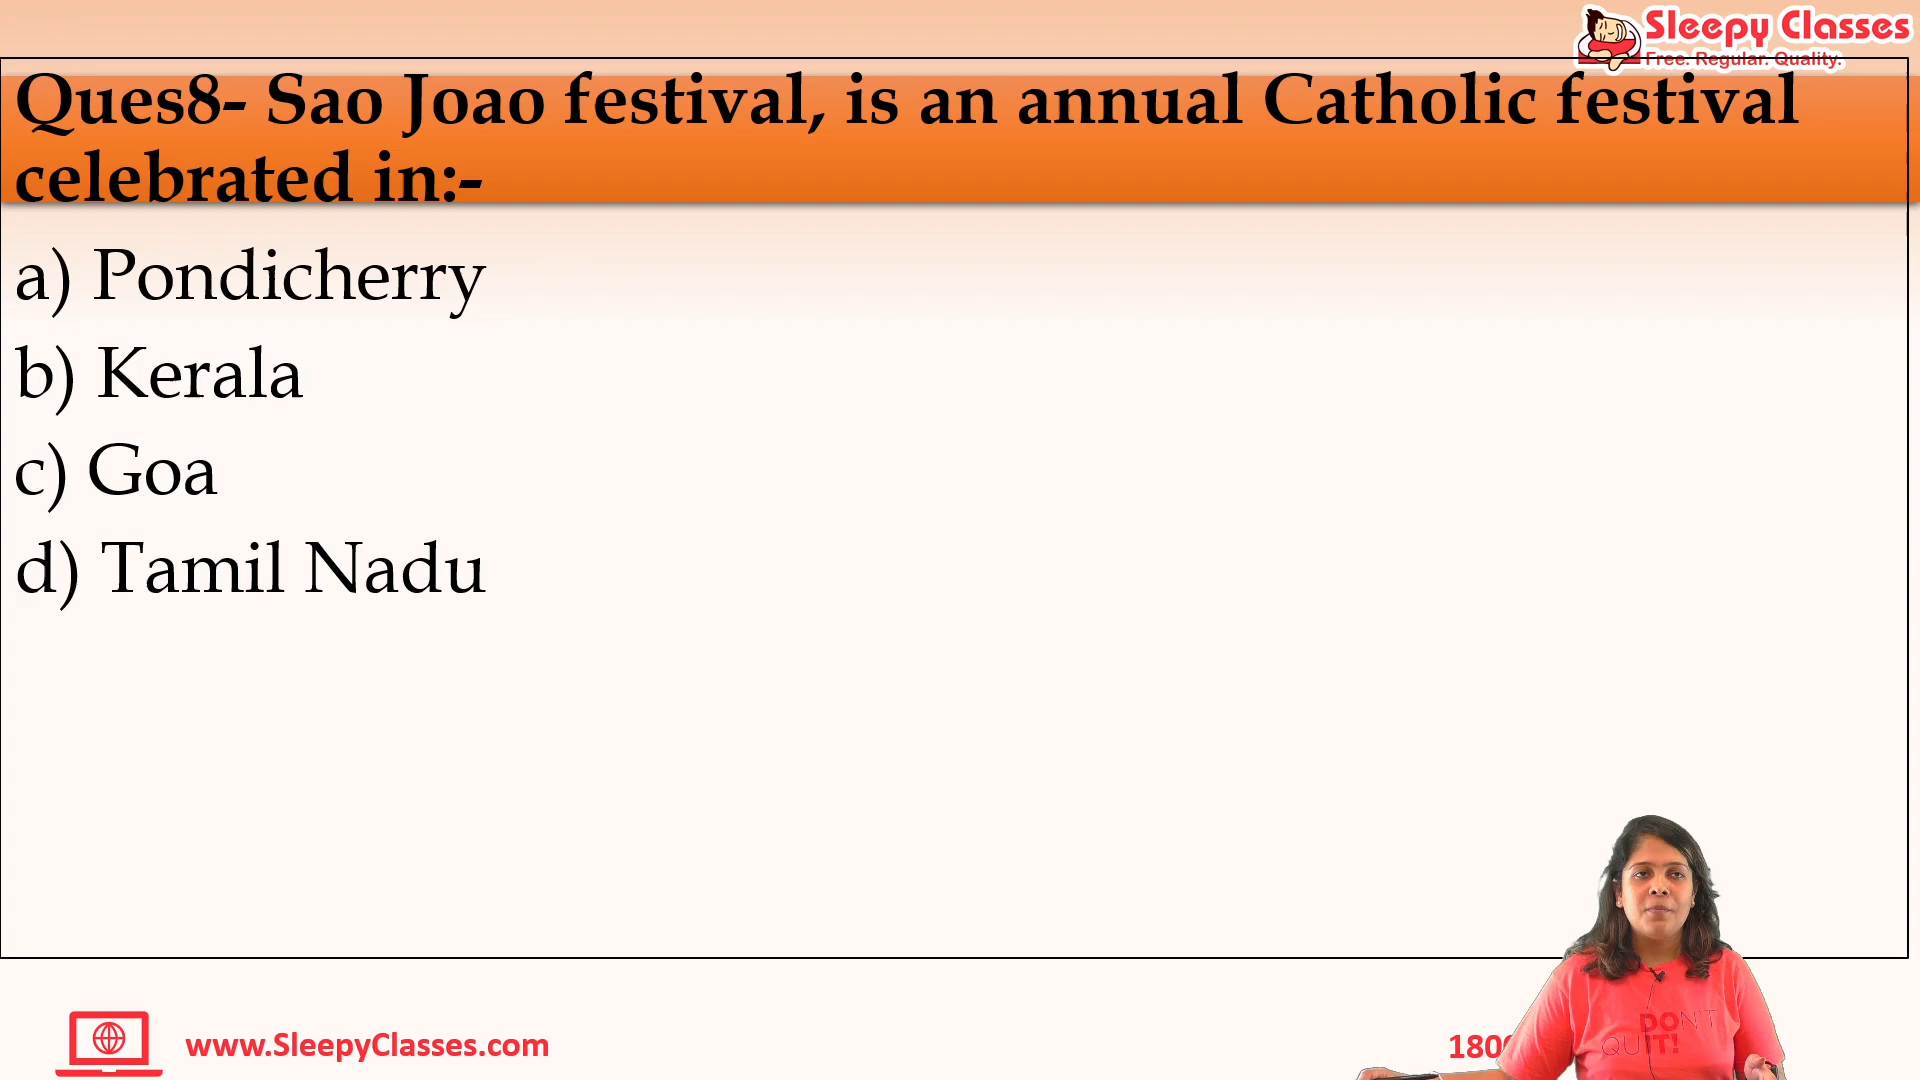 Sleepy Classes
Free. Regular. Quality.
Ques8- Sao Joao festival, is an annual Catholic festival
celebrated in:-
a) Pondicherry
b) Kerala
c) Goa
d) Tamil Nadu
DON'T
QUIT!
www.SleepyClasses.com